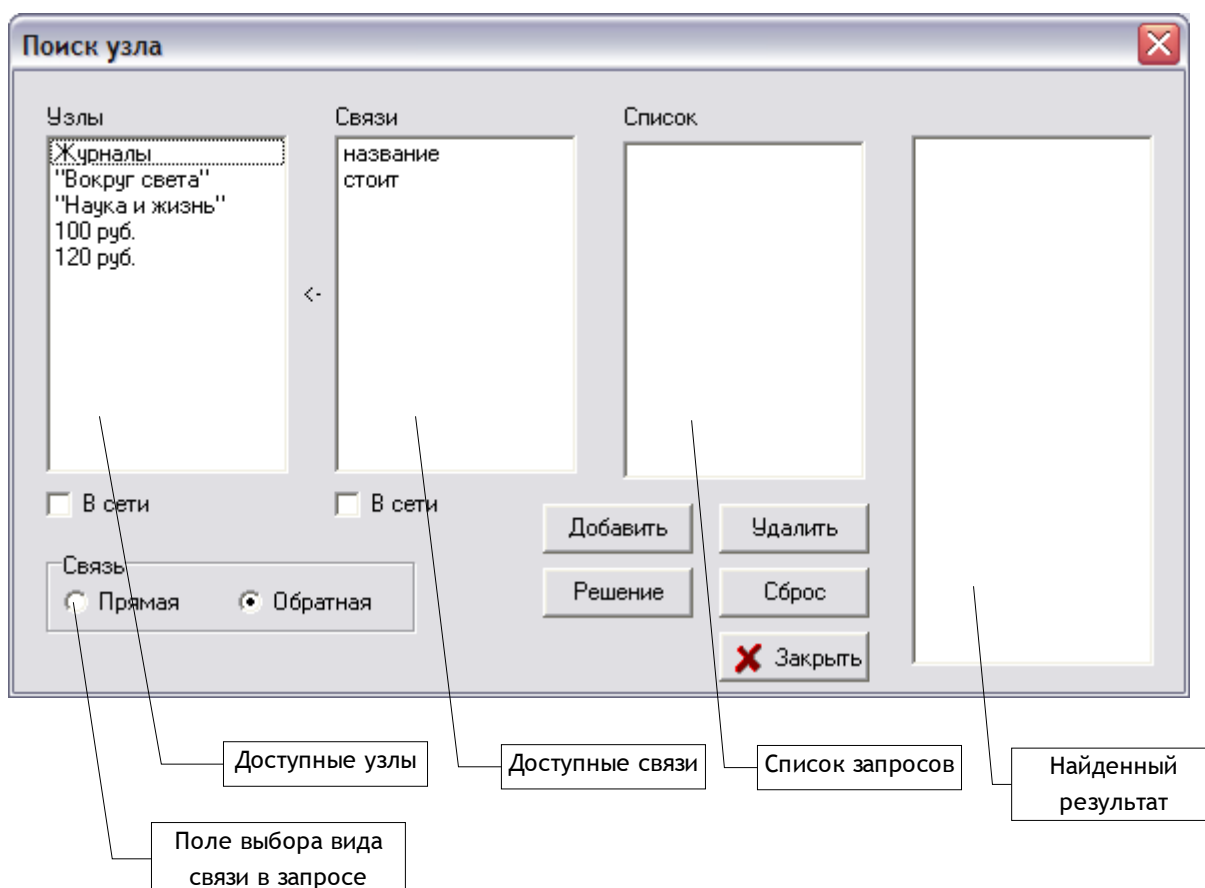 Поиск узла
Узлы
Связи
Список
Журналы
"Вокруг света"
"Наука и жизнь"
100 руб.
120 руб.
<-
название
стоит
В сети
В сети
Добавить
Удалить
Связь
Прямая
Обратная
Решение
Сброс
Закрыть
Доступные узлы
Доступные связи
Список запросов
Найденный
результат
Поле выбора вида
связи в запросе